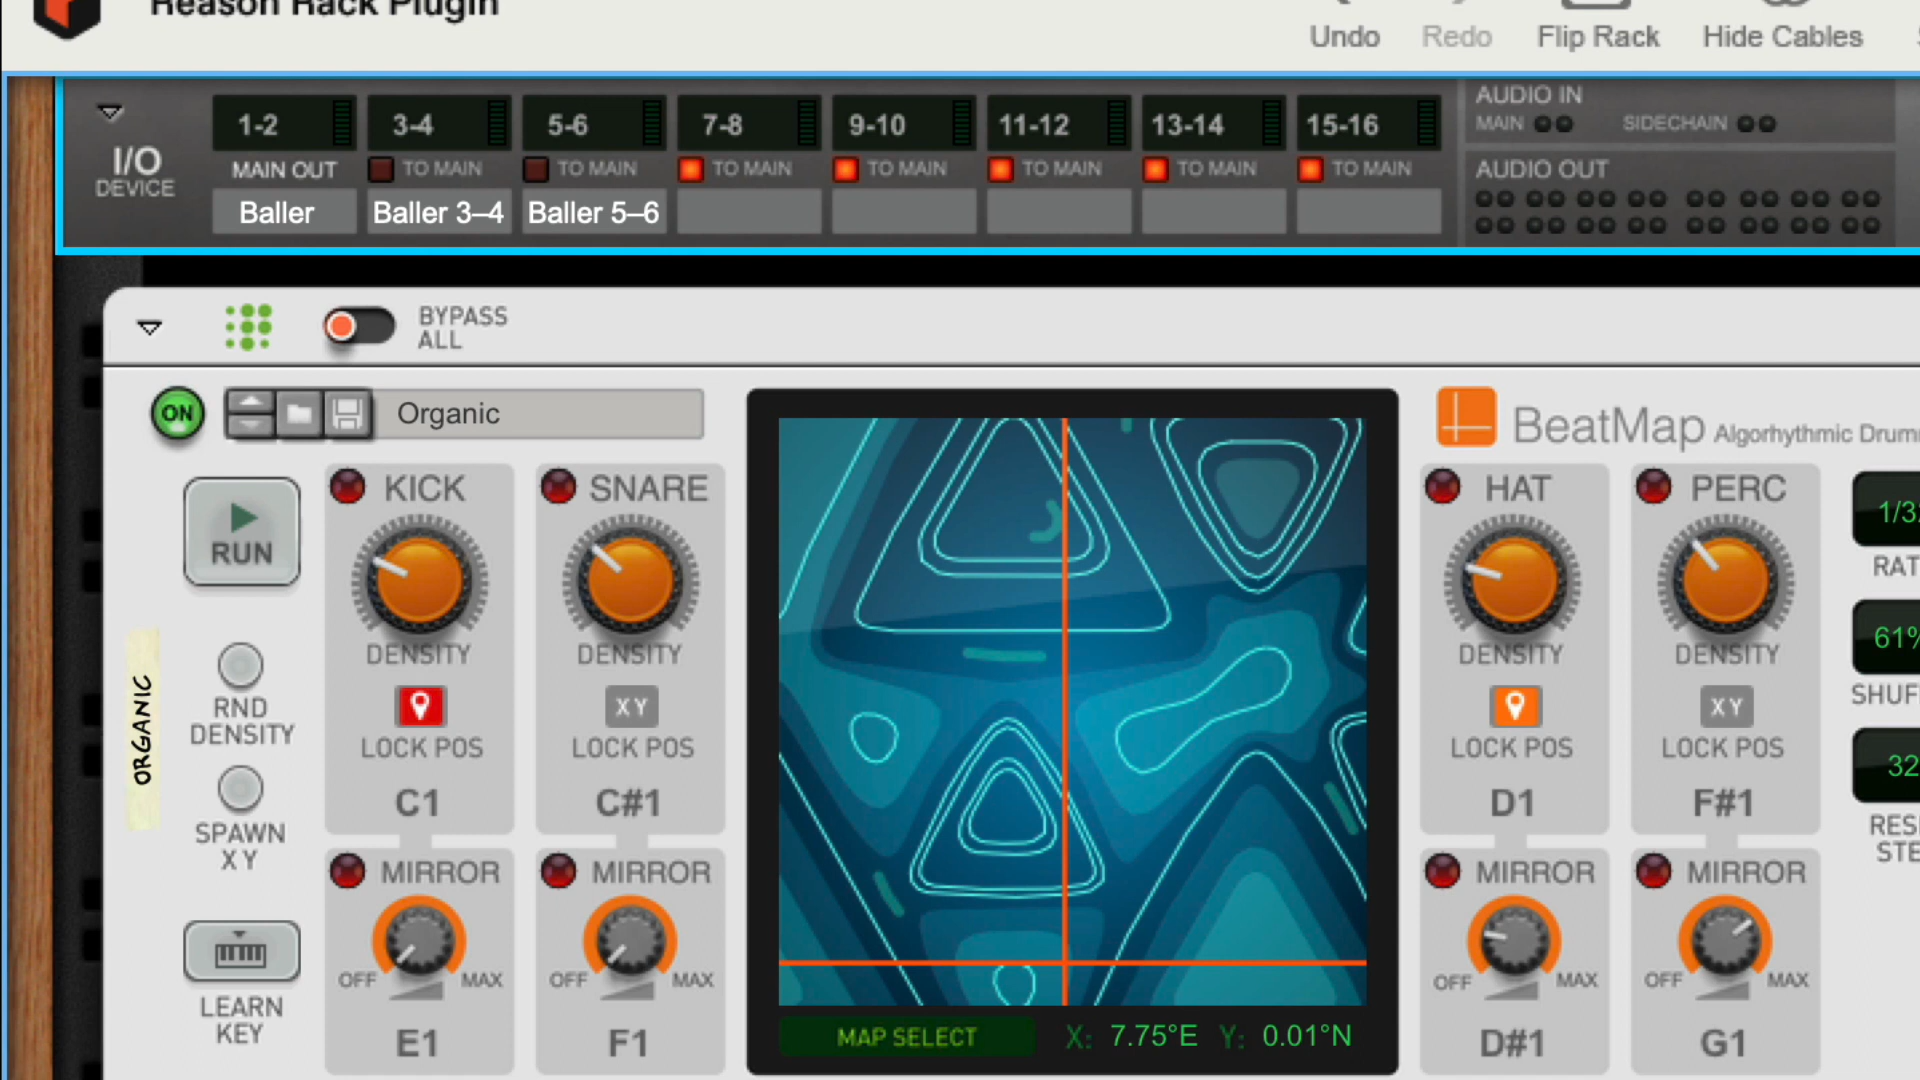 Reason Rack Plugin
Undo
Redo
Flip Rack
Hide Cables
I/O
DEVICE
1-2
3-4
5-6
7-8
9-10
11-12
13-14
15-16
MAIN OUT
TO MAIN
TO MAIN
TO MAIN
TO MAIN
TO MAIN
TO MAIN
TO MAIN
Baller
Baller 3–4
Baller 5–6
AUDIO IN
MAIN
SIDECHAIN
AUDIO OUT
BYPASS
ALL
ON
Organic
BeatMap Algorhythmic Drum
RUN
RND
DENSITY
SPAWN
X Y
LEARN
KEY
ORGANIC
KICK
DENSITY
LOCK POS
C1
MIRROR
OFF
MAX
E1
SNARE
DENSITY
XY
LOCK POS
C#1
MIRROR
OFF
MAX
F1
MAP SELECT
X: 7.75°E Y: 0.01°N
HAT
DENSITY
LOCK POS
D1
MIRROR
OFF
MAX
D#1
PERC
DENSITY
XY
LOCK POS
F#1
MIRROR
OFF
MAX
G1
1/3
RAT
61%
SHUF
32
RES
STE